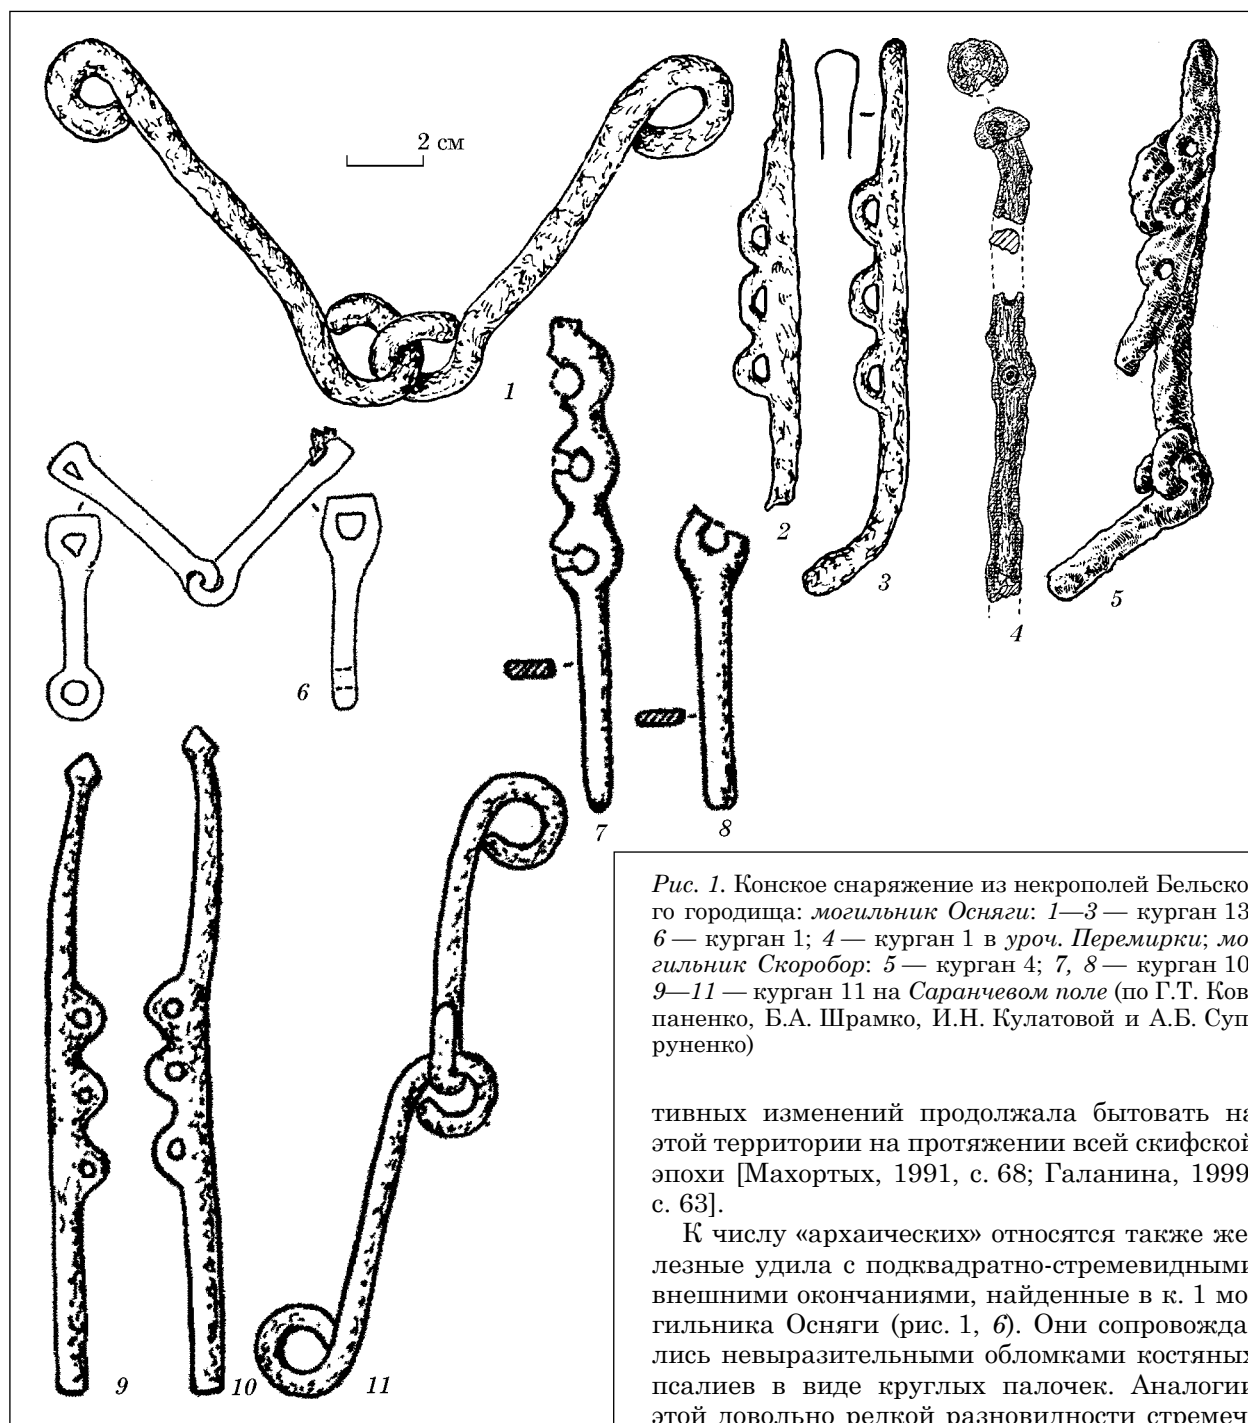 2 см
1
2
3
4
5
6
7
8
9
10
11
Рис. 1. Конское снаряжение из некрополей Бельско
го городища: могильник Осняги: 1—3 — курган 13
6 — курган 1; 4 — курган 1 в уроч. Перемирки; мо
гильник Скоробор: 5 — курган 4; 7, 8 — курган 10
9—11 — курган 11 на Саранчевом поле (по Г.Т. Ков
паненко, Б.А. Шрамко, И.Н. Кулатовой и А.Б. Суп
руненко)
тивных изменений продолжала бытовать на
этой территории на протяжении всей скифской
эпохи [Махортых, 1991, с. 68; Галанина, 1999
с. 63].
К числу «архаических» относятся также же
лезные удила с подквадратно-стремевидными
внешними окончаниями, найденные в к. 1 мо
гильника Осняги (рис. 1, 6). Они сопровожда
лись невыразительными обломками костяных
псалиев в виде круглых палочек. Аналогии
этой довольно редкой разновидности стремеч